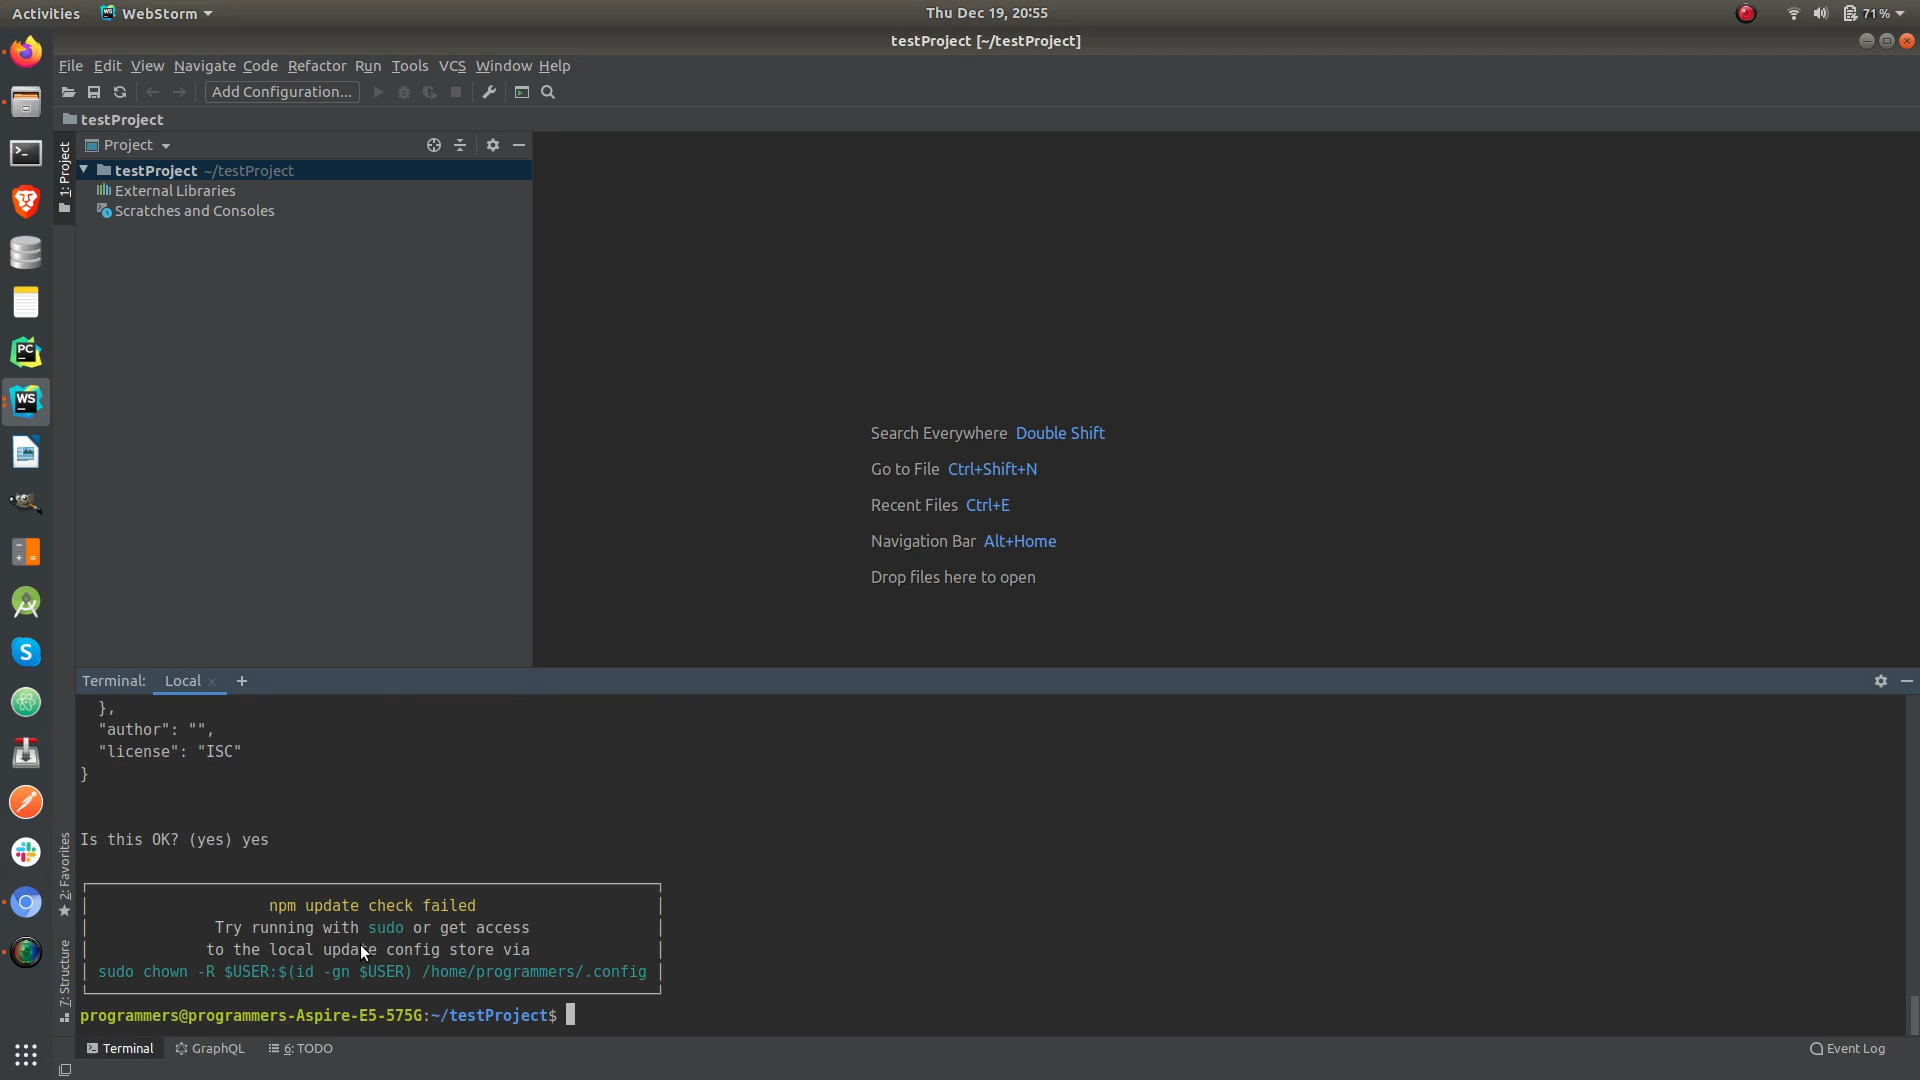 Activities WebStorm Thu Dec 19, 20:55 71%
testProject [~/testProject]
File Edit View Navigate Code Refactor Run Tools VCS Window Help
Add Configuration...
testProject
Project
1: Project
testProject ~/testProject
External Libraries
Scratches and Consoles
PC
WS
S
Search Everywhere Double Shift
Go to File Ctrl+Shift+N
Recent Files Ctrl+E
Navigation Bar Alt+Home
Drop files here to open
Terminal: Local
},
"author": "",
"license": "ISC"
}
Is this OK? (yes) yes
2: Favorites
7: Structure
npm update check failed
Try running with sudo or get access
to the local update config store via
sudo chown -R $USER:$(id -gn $USER) /home/programmers/.config
programmers@programmers-Aspire-E5-575G:~/testProject$
Terminal GraphQL 6: TODO Event Log